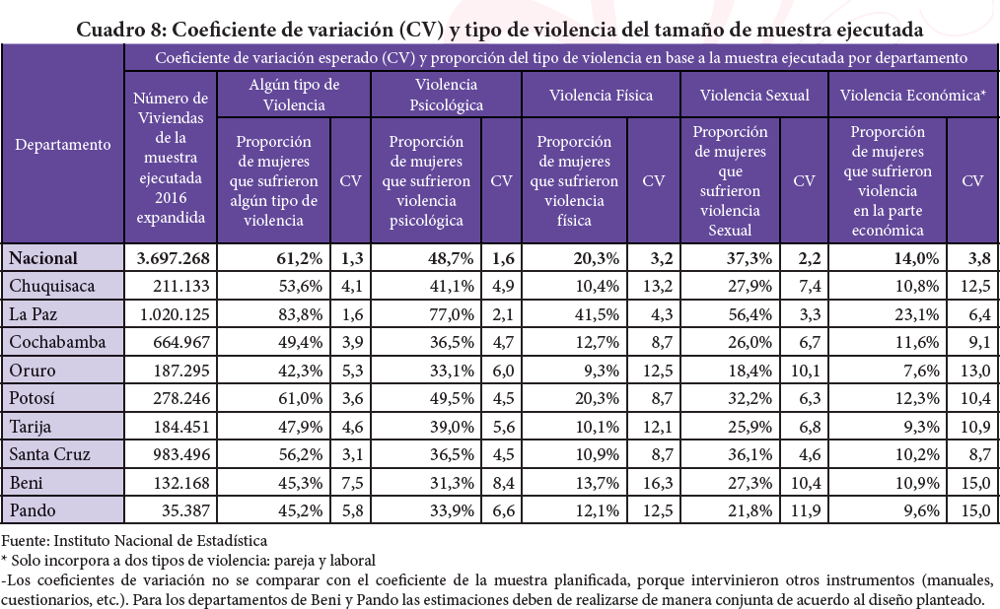 Cuadro 8: Coeficiente de variación (CV) y tipo de violencia del tamaño de muestra ejecutada
Departamento
Coeficiente de variación esperado (CV) y proporción del tipo de violencia en base a la muestra ejecutada por departamento
Número de
Viviendas
de la
muestra
ejecutada
2016
expandida
Algún tipo de
Violencia
Violencia
Psicológica
Violencia Física
Violencia Sexual
Violencia Económica*
Proporción
de mujeres
que sufrieron
algún tipo de
violencia
CV
Proporción
de mujeres
que sufrieron
violencia
psicológica
CV
Proporción
de mujeres
que sufrieron
violencia
física
CV
Proporción
de mujeres
que
sufrieron
violencia
Sexual
CV
Proporción
de mujeres
que sufrieron
violencia
en la parte
económica
CV
Nacional 3.697.268 61,2% 1,3 48,7% 1,6 20,3% 3,2 37,3% 2,2 14,0% 3,8
Chuquisaca 211.133 53,6% 4,1 41,1% 4,9 10,4% 13,2 27,9% 7,4 10,8% 12,5
La Paz 1.020.125 83,8% 1,6 77,0% 2,1 41,5% 4,3 56,4% 3,3 23,1% 6,4
Cochabamba 664.967 49,4% 3,9 36,5% 4,7 12,7% 8,7 26,0% 6,7 11,6% 9,1
Oruro 187.295 42,3% 5,3 33,1% 6,0 9,3% 12,5 18,4% 10,1 7,6% 13,0
Potosí 278.246 61,0% 3,6 49,5% 4,5 20,3% 8,7 32,2% 6,3 12,3% 10,4
Tarija 184.451 47,9% 4,6 39,0% 5,6 10,1% 12,1 25,9% 6,8 9,3% 10,9
Santa Cruz 983.496 56,2% 3,1 36,5% 4,5 10,9% 8,7 36,1% 4,6 10,2% 8,7
Beni 132.168 45,3% 7,5 31,3% 8,4 13,7% 16,3 27,3% 10,4 10,9% 15,0
Pando 35.387 45,2% 5,8 33,9% 6,6 12,1% 12,5 21,8% 11,9 9,6% 15,0
Fuente: Instituto Nacional de Estadística
* Solo incorpora a dos tipos de violencia: pareja y laboral
-Los coeficientes de variación no se comparar con el coeficiente de la muestra planificada, porque intervinieron otros instrumentos (manuales,
cuestionarios, etc.). Para los departamentos de Beni y Pando las estimaciones deben de realizarse de manera conjunta de acuerdo al diseño planteado.